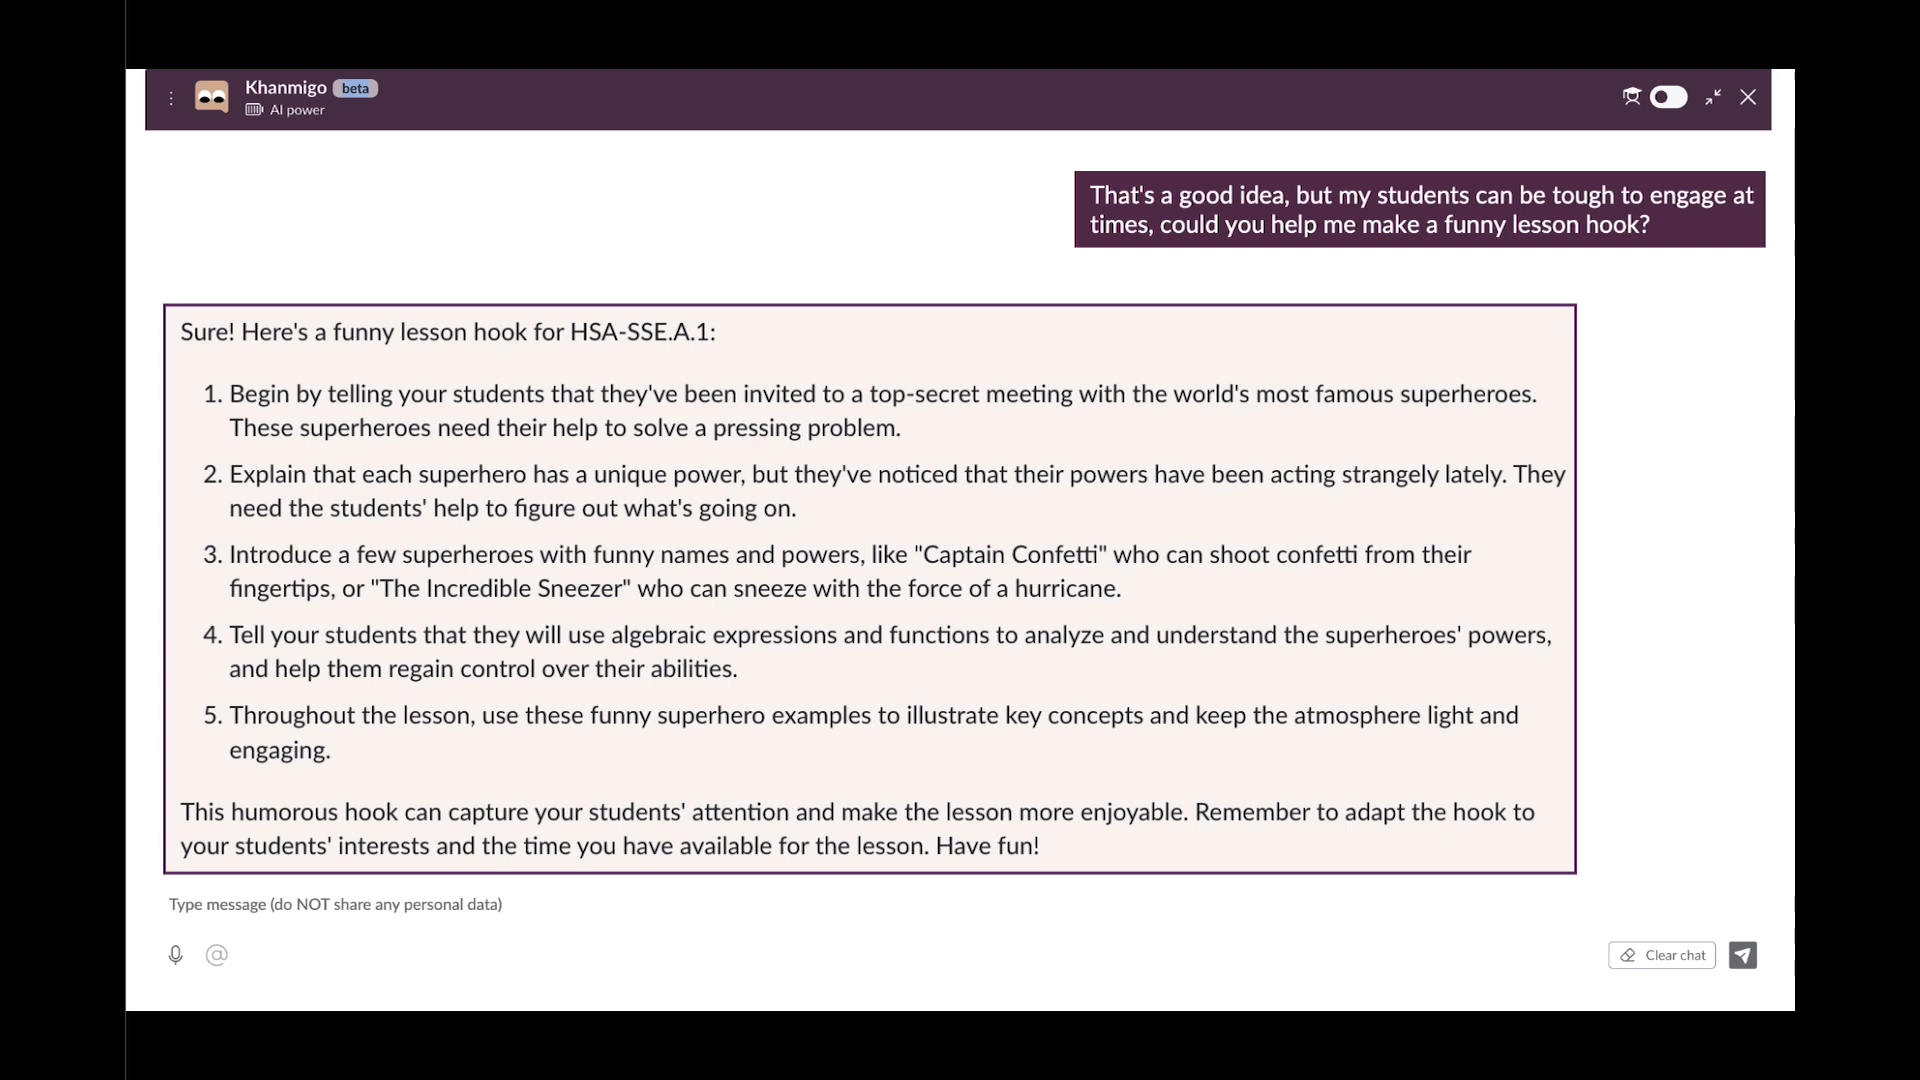 Khanmigo beta
AI power
That's a good idea, but my students can be tough to engage at
times, could you help me make a funny lesson hook?
Sure! Here's a funny lesson hook for HSA-SSE.A.1:
1. Begin by telling your students that they've been invited to a top-secret meeting with the world's most famous superheroes.
These superheroes need their help to solve a pressing problem.
2. Explain that each superhero has a unique power, but they've noticed that their powers have been acting strangely lately. They
need the students' help to figure out what's going on.
3. Introduce a few superheroes with funny names and powers, like "Captain Confetti" who can shoot confetti from their
fingertips, or "The Incredible Sneezer" who can sneeze with the force of a hurricane.
4. Tell your students that they will use algebraic expressions and functions to analyze and understand the superheroes' powers,
and help them regain control over their abilities.
5. Throughout the lesson, use these funny superhero examples to illustrate key concepts and keep the atmosphere light and
engaging.
This humorous hook can capture your students' attention and make the lesson more enjoyable. Remember to adapt the hook to
your students' interests and the time you have available for the lesson. Have fun!
Type message (do NOT share any personal data)
@
Clear chat